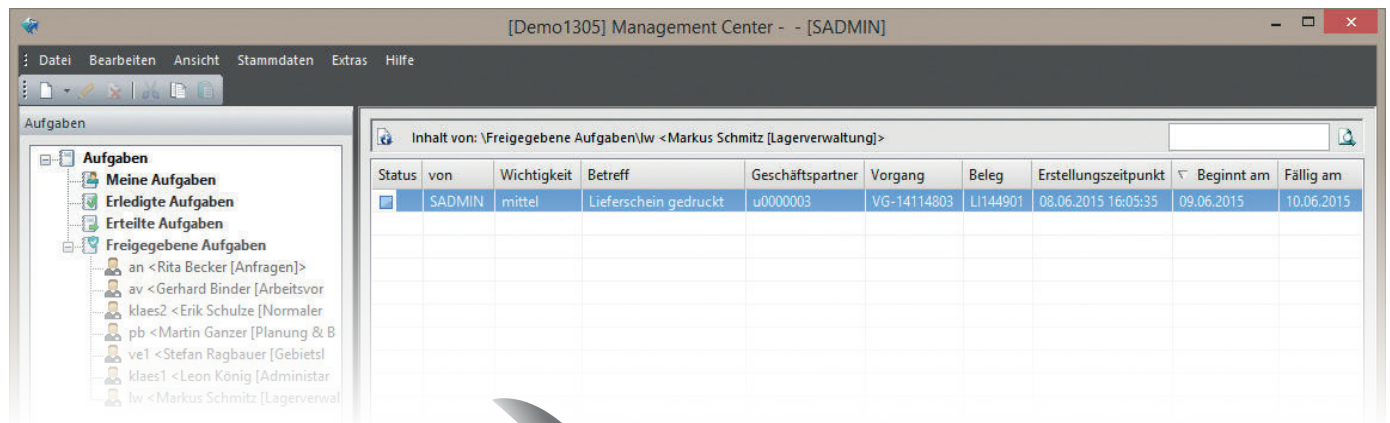 [Demo1305] Management Center - - [SADMIN]
Datei Bearbeiten Ansicht Stammdaten Extras Hilfe
Aufgaben
Aufgaben
Meine Aufgaben
Erledigte Aufgaben
Erteilte Aufgaben
Freigegebene Aufgaben
an <Rita Becker [Anfragen]>
av <Gerhard Binder [Arbeitsvor
klaes2 <Erik Schulze [Normaler
pb <Martin Ganzer [Planung & B
ve1 <Stefan Ragbauer [Gebietsl
klaes1 <Leon König [Administar
lw <Markus Schmitz [Lagerverwal
Inhalt von: \Freigegebene Aufgaben\lw <Markus Schmitz [Lagerverwaltung]>
Status von Wichtigkeit Betreff Geschäftspartner Vorgang Beleg Erstellungszeitpunkt Beginnt am Fällig am
SADMIN mittel Lieferschein gedruckt u0000003 VG-14114803 LI144901 08.06.2015 16:05:35 09.06.2015 10.06.2015